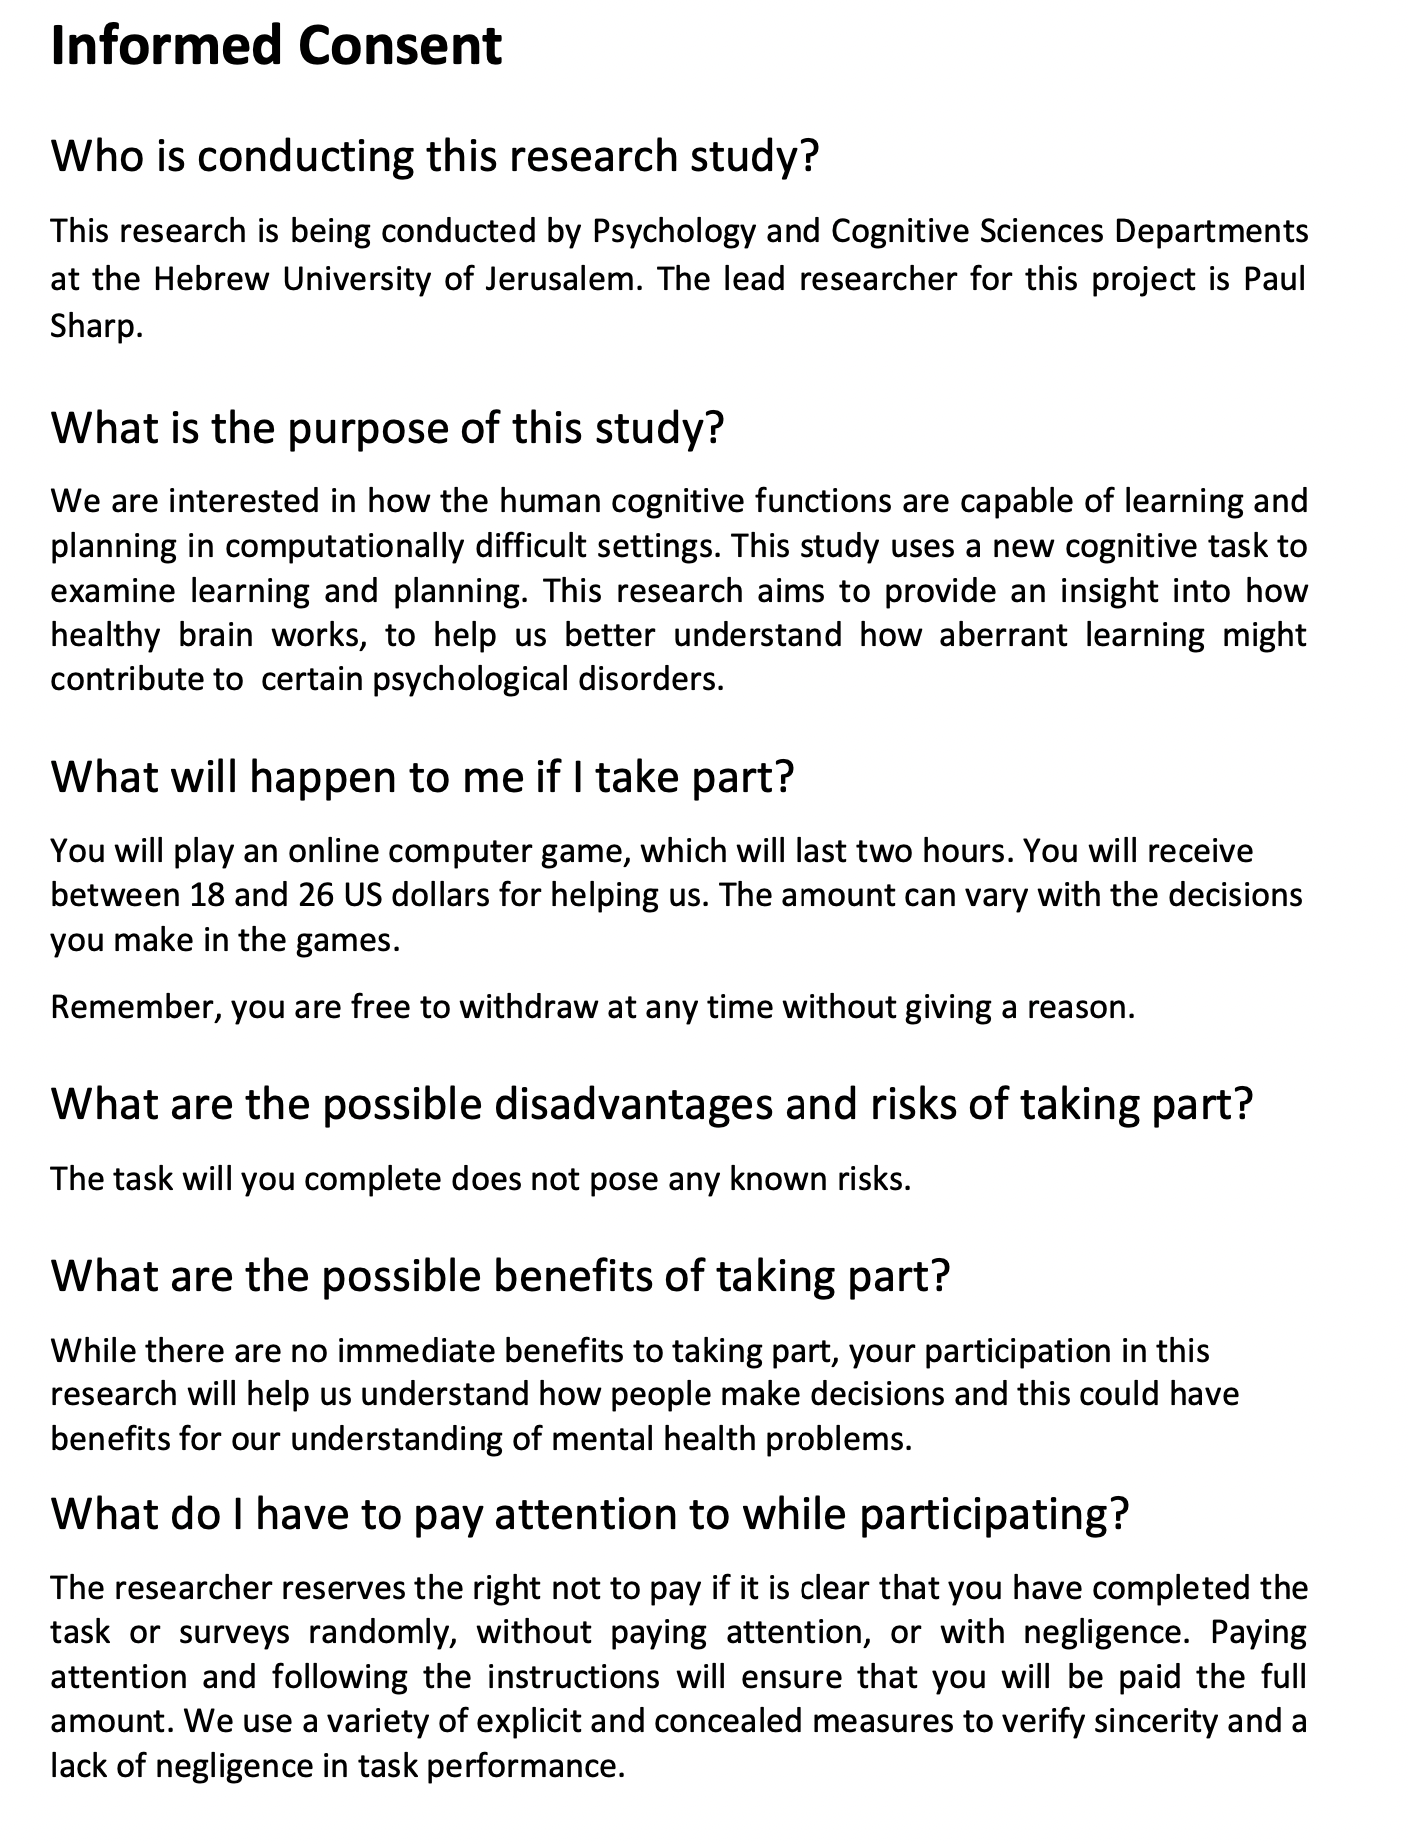 Informed Consent
Who is conducting this research study?
This research is being conducted by Psychology and Cognitive Sciences Departments
at the Hebrew University of Jerusalem. The lead researcher for this project is Paul
Sharp.
What is the purpose of this study?
We are interested in how the human cognitive functions are capable of learning and
planning in computationally difficult settings. This study uses a new cognitive task to
examine learning and planning. This research aims to provide an insight into how
healthy brain works, to help us better understand how aberrant learning might
contribute to  certain psychological disorders.
What will happen to me if I take part?
You will play an online computer game, which will last two hours. You will receive
between 18 and 26 US dollars for helping us. The amount can vary with the decisions
you make in the games.
Remember, you are free to withdraw at any time without giving a reason.
What are the possible disadvantages and risks of taking part?
The task will you complete does not pose any known risks.
What are the possible benefits of taking part?
While there are no immediate benefits to taking part, your participation in this
research will help us understand how people make decisions and this could have
benefits for our understanding of mental health problems.
What do I have to pay attention to while participating?
The researcher reserves the right not to pay if it is clear that you have completed the
task or surveys randomly, without paying attention, or with negligence. Paying
attention and following the instructions will ensure that you will be paid the full
amount. We use a variety of explicit and concealed measures to verify sincerity and a
lack of negligence in task performance.